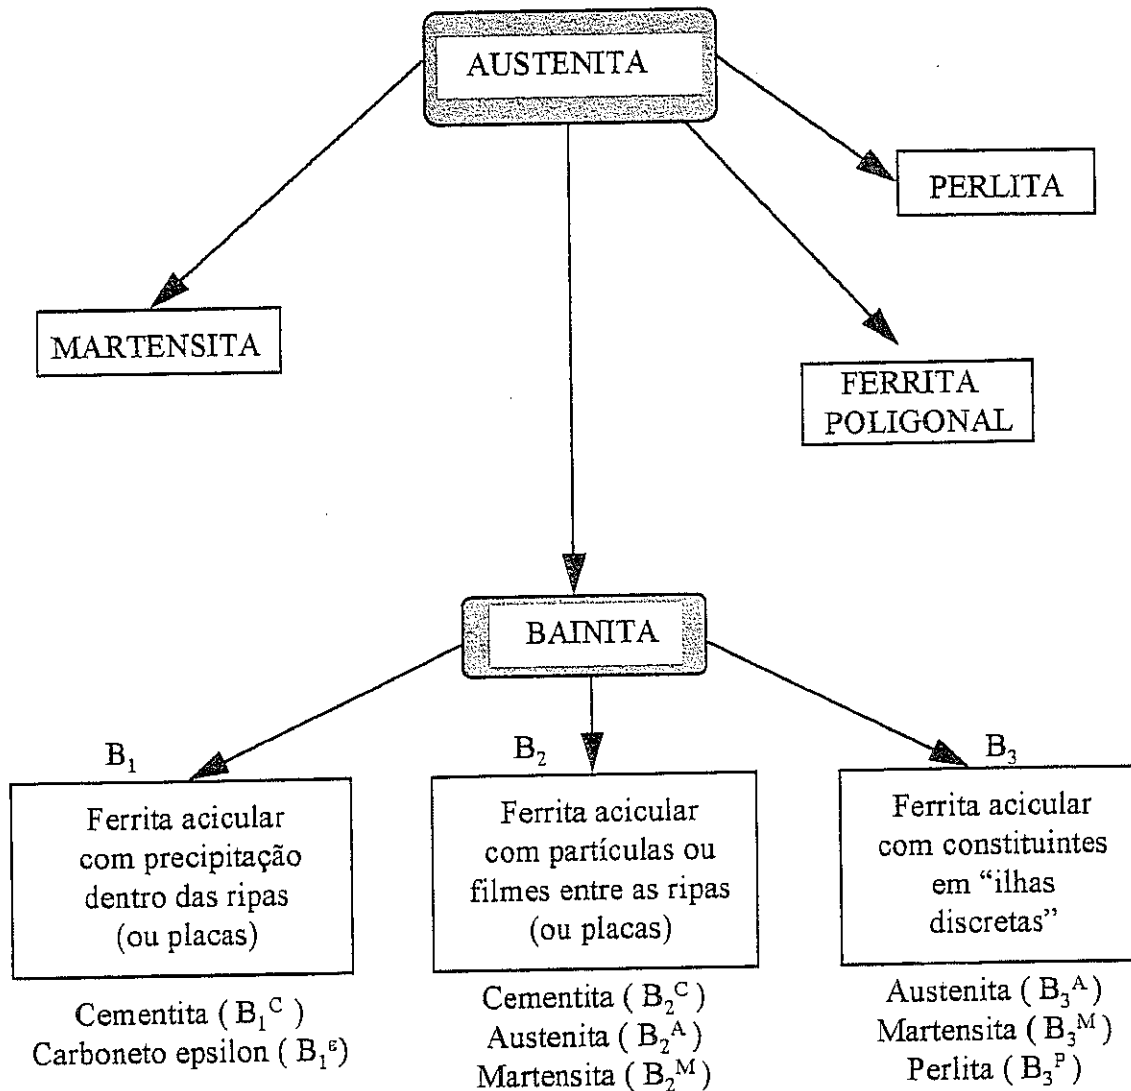 AUSTENITA
PERLITA
MARTENSITA
FERRITA
POLIGONAL
BAINITA
B₁
Ferrita acicular
com precipitação
dentro das ripas
(ou placas)
Cementita ( B₁ᶜ )
Carboneto epsilon ( B₁ᵋ)
B₂
Ferrita acicular
com partículas ou
filmes entre as ripas
(ou placas)
Cementita ( B₂ᶜ )
Austenita ( B₂ᴬ )
Martensita ( B₂ᴹ )
B₃
Ferrita acicular
com constituintes
em “ilhas
discretas”
Austenita ( B₃ᴬ )
Martensita ( B₃ᴹ )
Perlita ( B₃ᴾ )